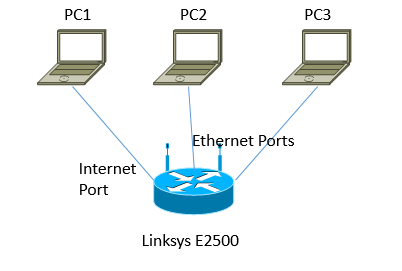 PC1
PC2
PC3
Ethernet Ports
Internet
Port
Linksys E2500